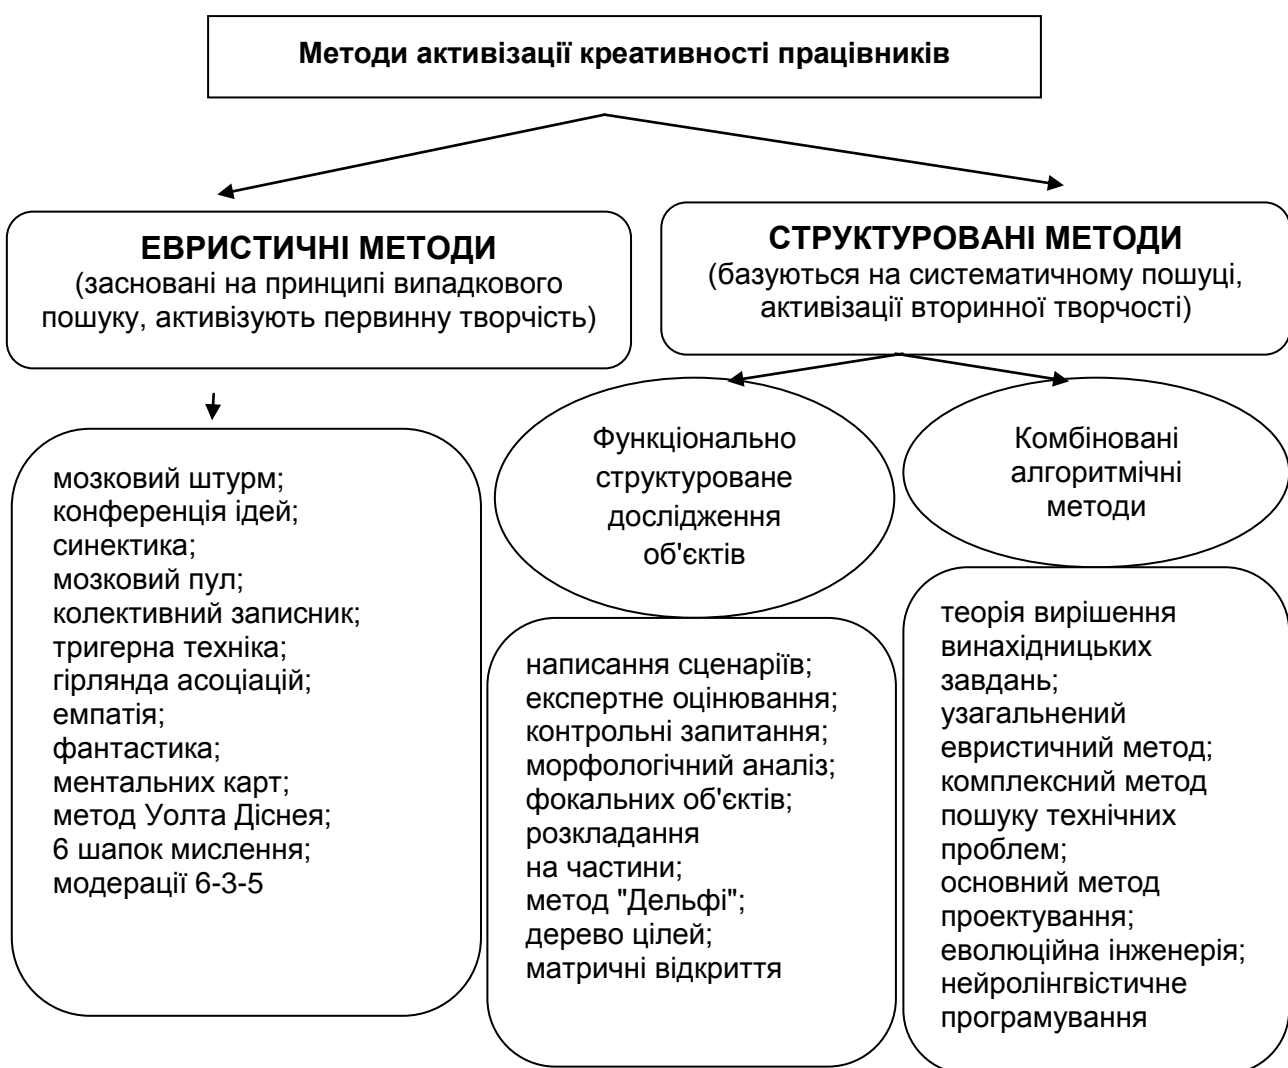 Методи активізації креативності працівників
ЕВРИСТИЧНІ МЕТОДИ
(засновані на принципі випадкового
пошуку, активізують первинну творчість)
СТРУКТУРОВАНІ МЕТОДИ
(базуються на систематичному пошуці,
активізації вторинної творчості)
мозковий штурм;
конференція ідей;
синектика;
мозковий пул;
колективний записник;
тригерна техніка;
гірлянда асоціацій;
емпатія;
фантастика;
ментальних карт;
метод Уолта Діснея;
6 шапок мислення;
модерації 6-3-5
Функціонально
структуроване
дослідження
об'єктів
написання сценаріїв;
експертне оцінювання;
контрольні запитання;
морфологічний аналіз;
фокальних об'єктів;
розкладання
на частини;
метод "Дельфі";
дерево цілей;
матричні відкриття
Комбіновані
алгоритмічні
методи
теорія вирішення
винахідницьких
завдань;
узагальнений
евристичний метод;
комплексний метод
пошуку технічних
проблем;
основний метод
проектування;
еволюційна інженерія;
нейролінгвістичне
програмування